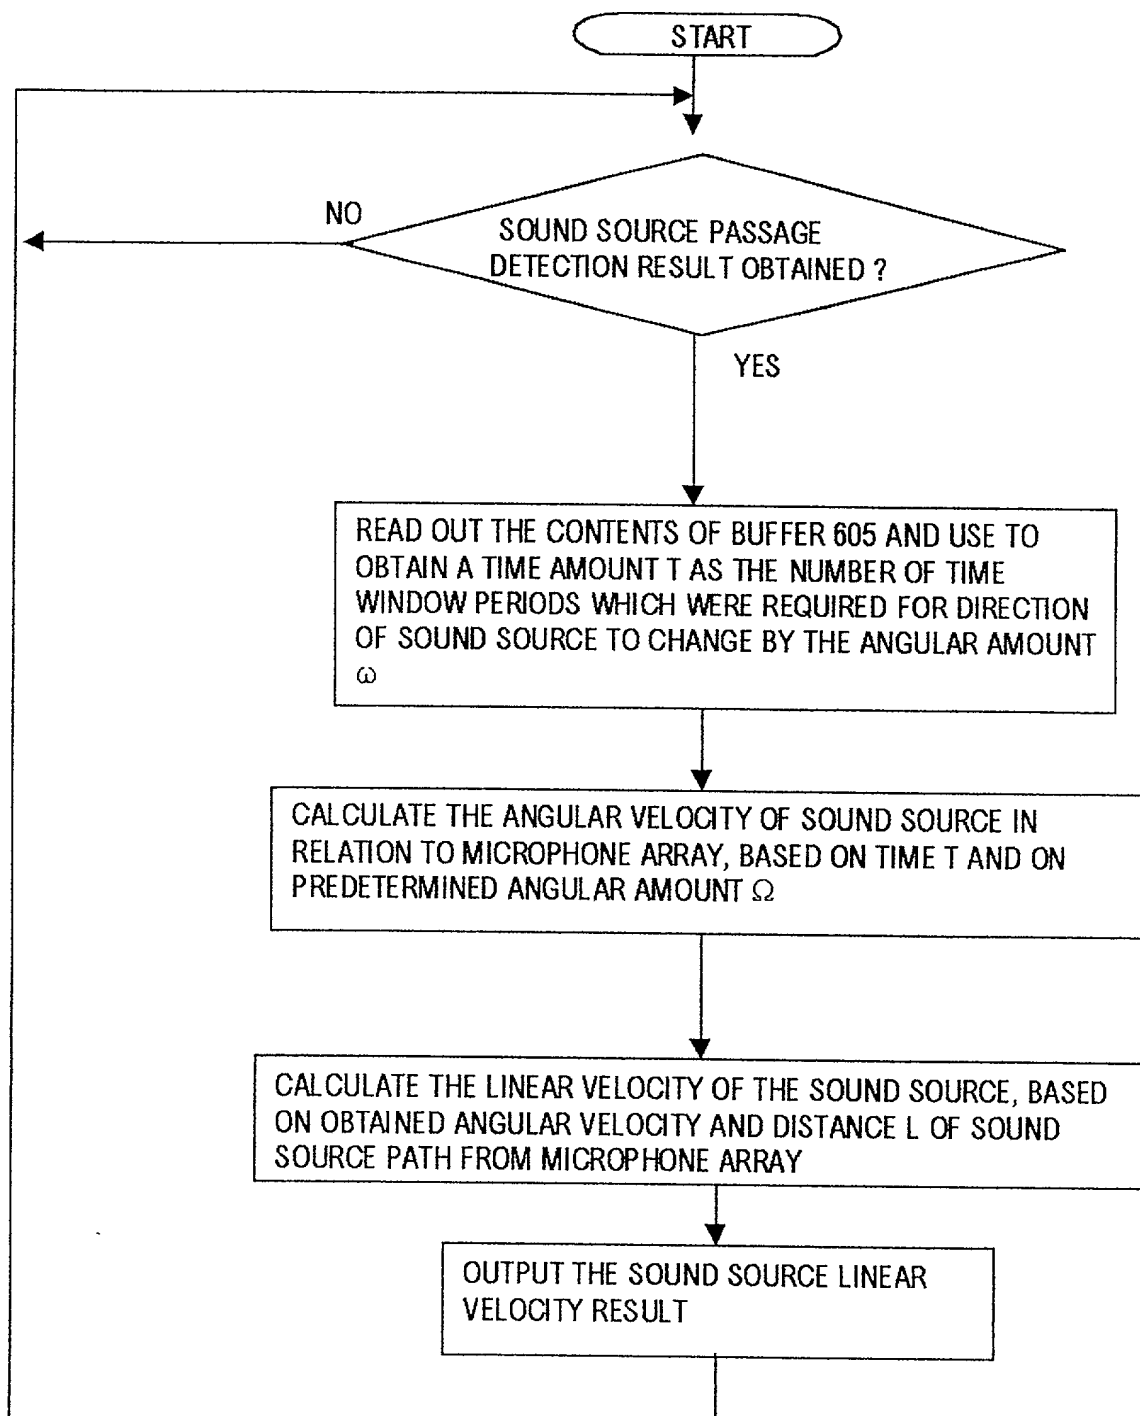 START
NO
SOUND SOURCE PASSAGE
DETECTION RESULT OBTAINED ?
YES
READ OUT THE CONTENTS OF BUFFER 605 AND USE TO
OBTAIN A TIME AMOUNT T AS THE NUMBER OF TIME
WINDOW PERIODS WHICH WERE REQUIRED FOR DIRECTION
OF SOUND SOURCE TO CHANGE BY THE ANGULAR AMOUNT
ω
CALCULATE THE ANGULAR VELOCITY OF SOUND SOURCE IN
RELATION TO MICROPHONE ARRAY, BASED ON TIME T AND ON
PREDETERMINED ANGULAR AMOUNT Ω
CALCULATE THE LINEAR VELOCITY OF THE SOUND SOURCE, BASED
ON OBTAINED ANGULAR VELOCITY AND DISTANCE L OF SOUND
SOURCE PATH FROM MICROPHONE ARRAY
OUTPUT THE SOUND SOURCE LINEAR
VELOCITY RESULT